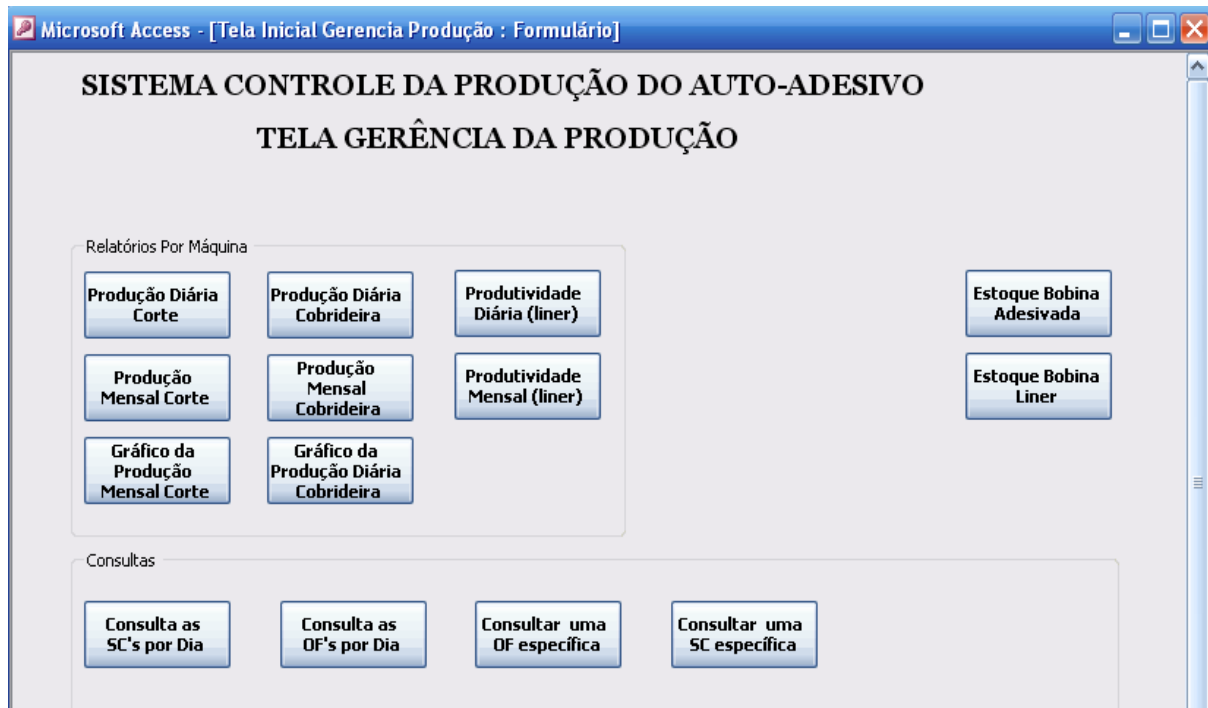 Microsoft Access - [Tela Inicial Gerencia Produção : Formulário]
SISTEMA CONTROLE DA PRODUÇÃO DO AUTO-ADESIVO
TELA GERÊNCIA DA PRODUÇÃO
Relatórios Por Máquina
Produção Diária
Corte
Produção Diária
Cobrideira
Produtividade
Diária (liner)
Estoque Bobina
Adesivada
Produção
Mensal Corte
Produção
Mensal
Cobrideira
Produtividade
Mensal (liner)
Estoque Bobina
Liner
Gráfico da
Produção
Mensal Corte
Gráfico da
Produção Diária
Cobrideira
Consultas
Consulta as
SC's por Dia
Consulta as
OF's por Dia
Consultar uma
OF específica
Consultar uma
SC específica